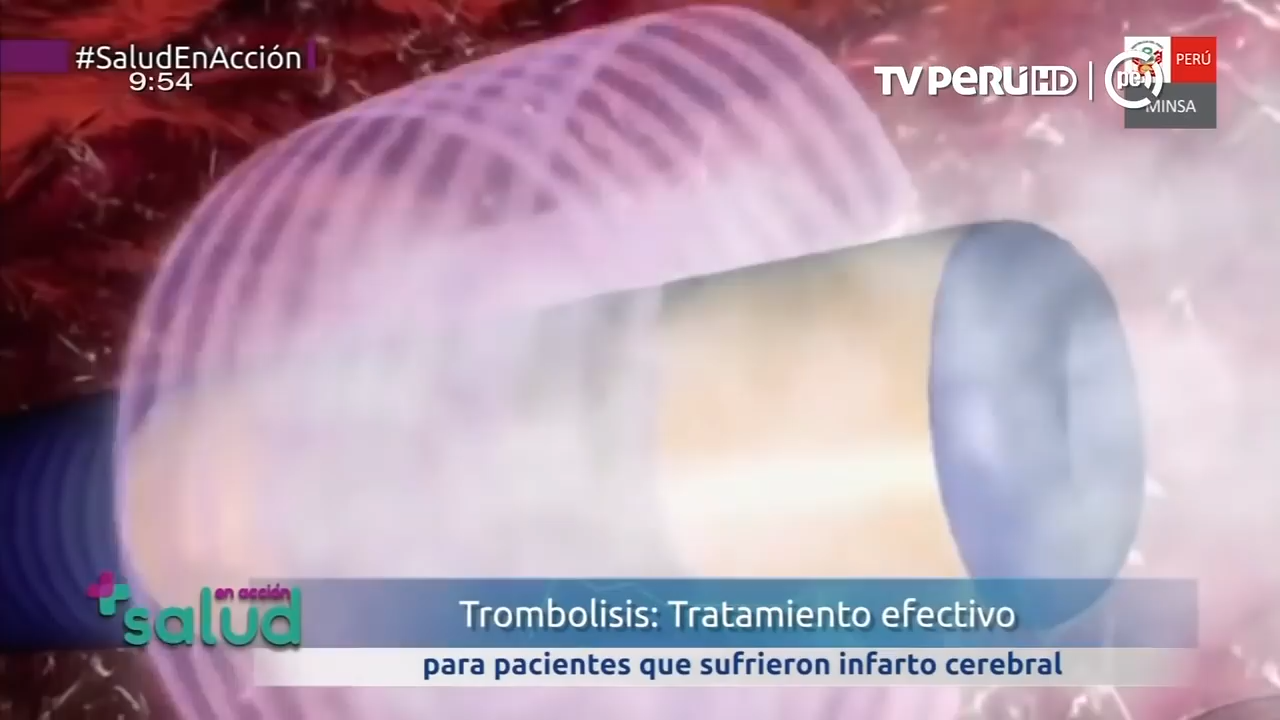 #SaludEnAcción
9:54
TV PERÚ HD
PERÚ
MINSA
en acción
salud
Trombolisis: Tratamiento efectivo
para pacientes que sufrieron infarto cerebral